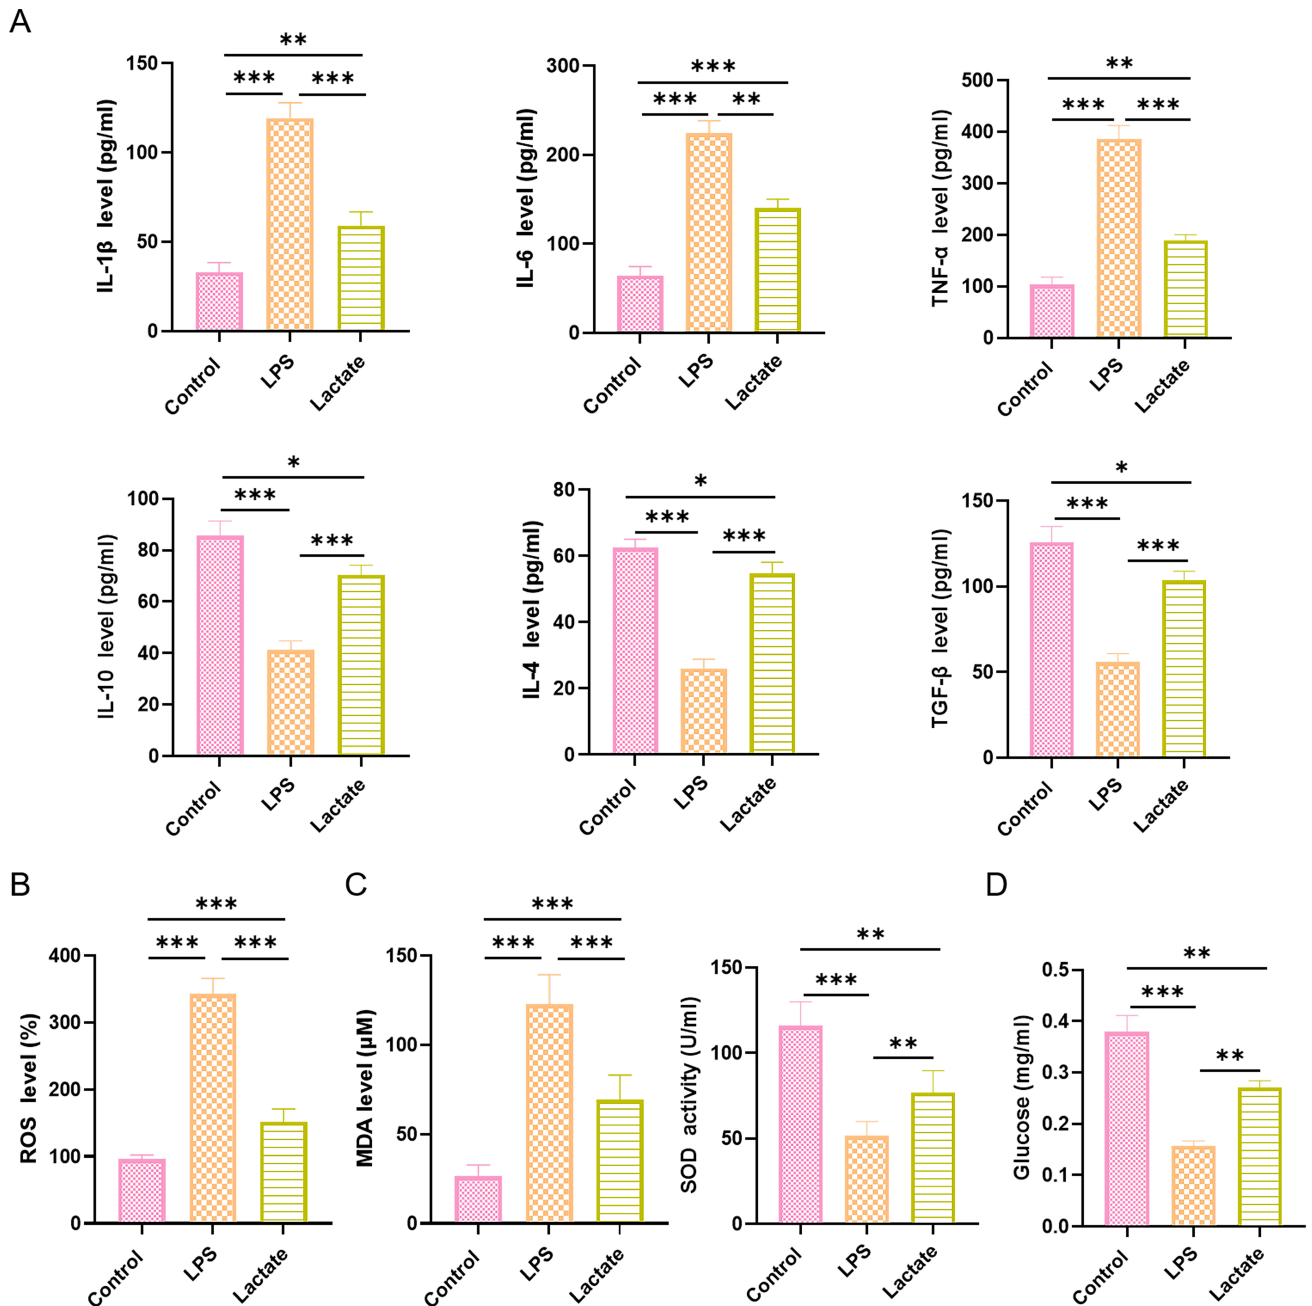 A
** *** ***
IL-1β level (pg/ml)
150
100
50
0
Control LPS Lactate
*** *** **
IL-6 level (pg/ml)
300
200
100
0
Control LPS Lactate
** *** ***
TNF-α level (pg/ml)
500
400
300
200
100
0
Control LPS Lactate
* *** ***
IL-10 level (pg/ml)
100
80
60
40
20
0
Control LPS Lactate
* *** ***
IL-4 level (pg/ml)
80
60
40
20
0
Control LPS Lactate
* *** ***
TGF-β level (pg/ml)
150
100
50
0
Control LPS Lactate
B
*** *** ***
ROS level (%)
400
300
200
100
0
Control LPS Lactate
C
*** *** ***
MDA level (μM)
150
100
50
0
Control LPS Lactate
** *** **
SOD activity (U/ml)
150
100
50
0
Control LPS Lactate
D
** *** **
Glucose (mg/ml)
0.5
0.4
0.3
0.2
0.1
0.0
Control LPS Lactate